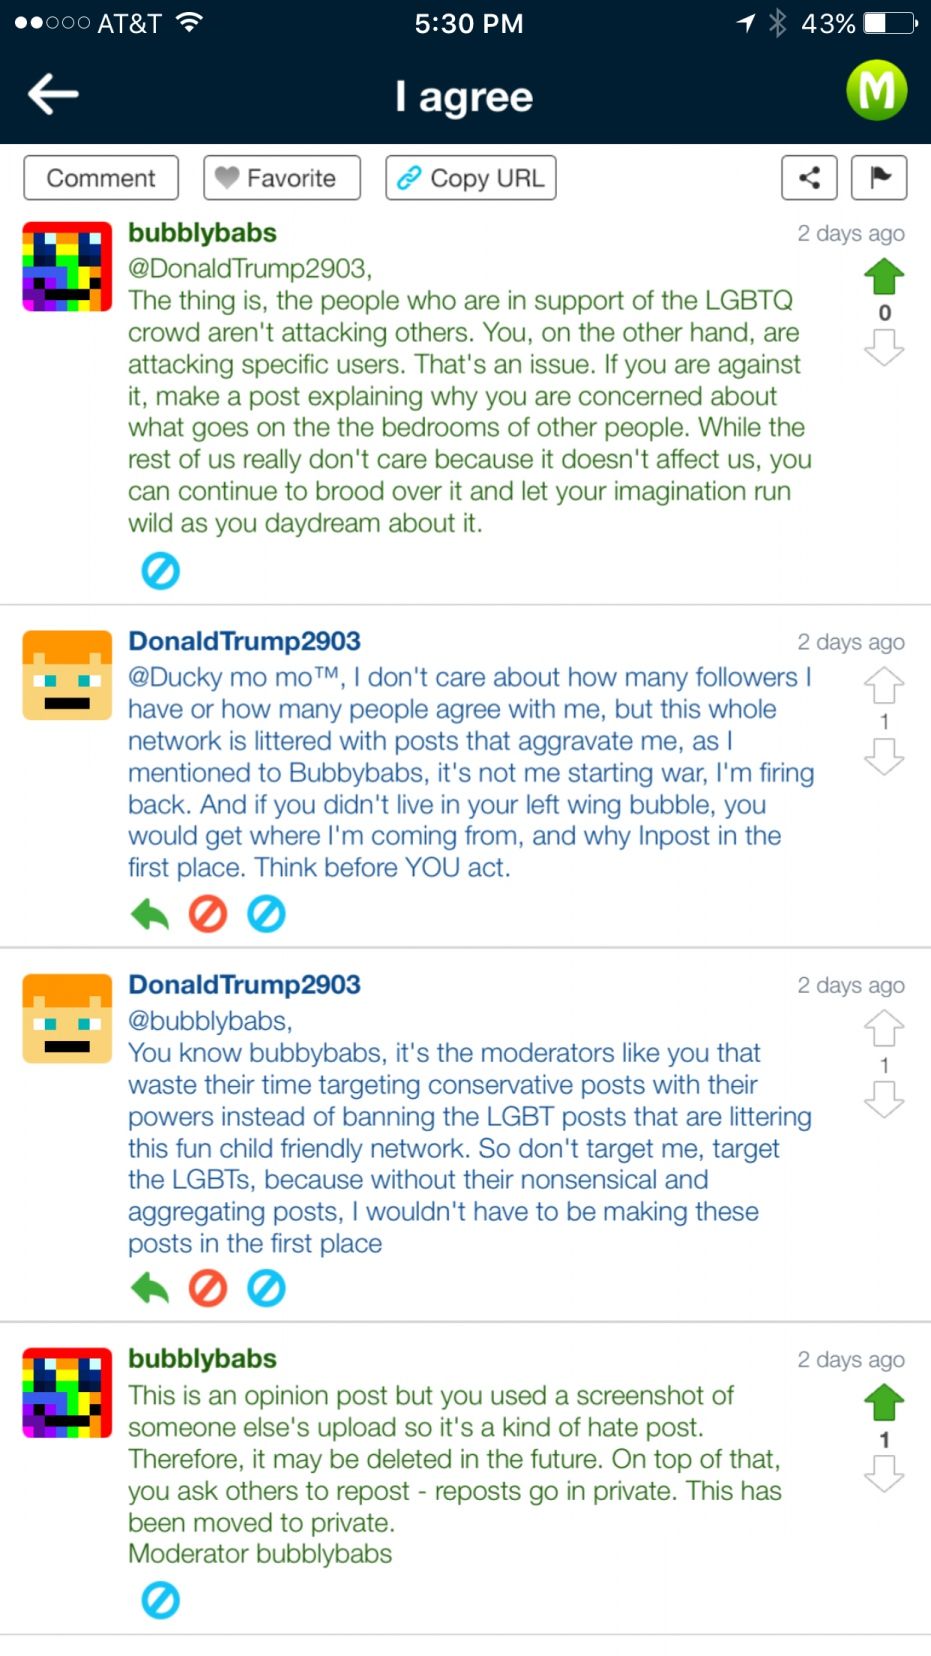 AT&T 5:30 PM 43%
I agree
M
Comment Favorite Copy URL
bubblybabs 2 days ago
@DonaldTrump2903,
The thing is, the people who are in support of the LGBTQ
crowd aren't attacking others. You, on the other hand, are
0
attacking specific users. That's an issue. If you are against
it, make a post explaining why you are concerned about
what goes on the the bedrooms of other people. While the
rest of us really don't care because it doesn't affect us, you
can continue to brood over it and let your imagination run
wild as you daydream about it.
DonaldTrump2903 2 days ago
@Ducky mo mo™, I don't care about how many followers I
have or how many people agree with me, but this whole
1
network is littered with posts that aggravate me, as I
mentioned to Bubbybabs, it's not me starting war, I'm firing
back. And if you didn't live in your left wing bubble, you
would get where I'm coming from, and why Inpost in the
first place. Think before YOU act.
DonaldTrump2903 2 days ago
@bubblybabs,
You know bubbybabs, it's the moderators like you that
1
waste their time targeting conservative posts with their
powers instead of banning the LGBT posts that are littering
this fun child friendly network. So don't target me, target
the LGBTs, because without their nonsensical and
aggregating posts, I wouldn't have to be making these
posts in the first place
bubblybabs 2 days ago
This is an opinion post but you used a screenshot of
someone else's upload so it's a kind of hate post.
1
Therefore, it may be deleted in the future. On top of that,
you ask others to repost - reposts go in private. This has
been moved to private.
Moderator bubblybabs